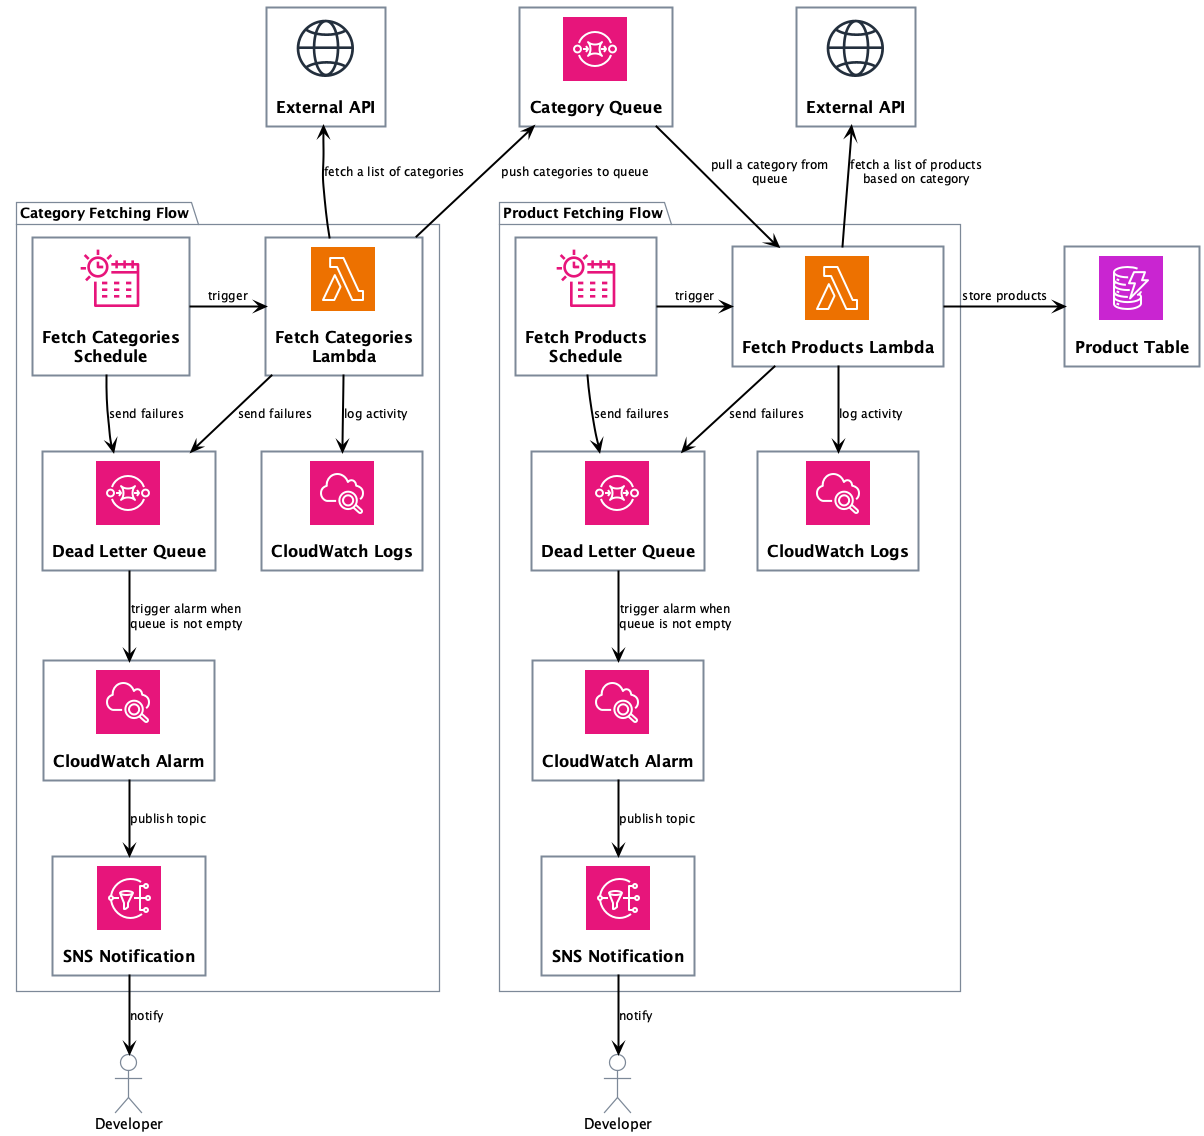 External API
Category Queue
External API
fetch a list of categories
push categories to queue
pull a category from
queue
fetch a list of products
based on category
Category Fetching Flow
Fetch Categories
Schedule
trigger
Fetch Categories
Lambda
send failures
send failures
log activity
Dead Letter Queue
CloudWatch Logs
trigger alarm when
queue is not empty
CloudWatch Alarm
publish topic
SNS Notification
notify
Developer
Product Fetching Flow
Fetch Products
Schedule
trigger
Fetch Products Lambda
store products
Product Table
send failures
send failures
log activity
Dead Letter Queue
CloudWatch Logs
trigger alarm when
queue is not empty
CloudWatch Alarm
publish topic
SNS Notification
notify
Developer